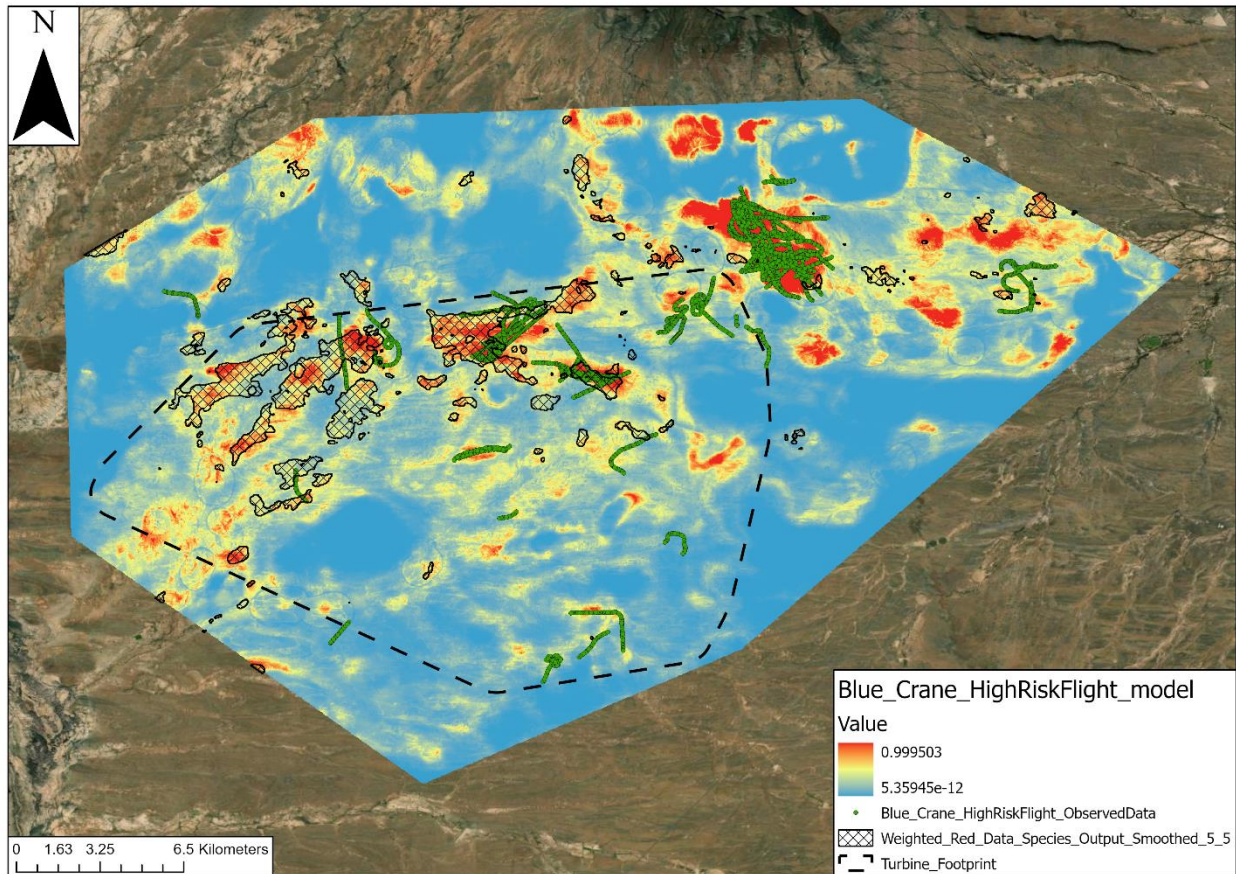 N
Blue_Crane_HighRiskFlight_model
Value
0.999503
5.35945e-12
Blue_Crane_HighRiskFlight_ObservedData
Weighted_Red_Data_Species_Output_Smoothed_5_5
Turbine_Footprint
0 1.63 3.25 6.5 Kilometers